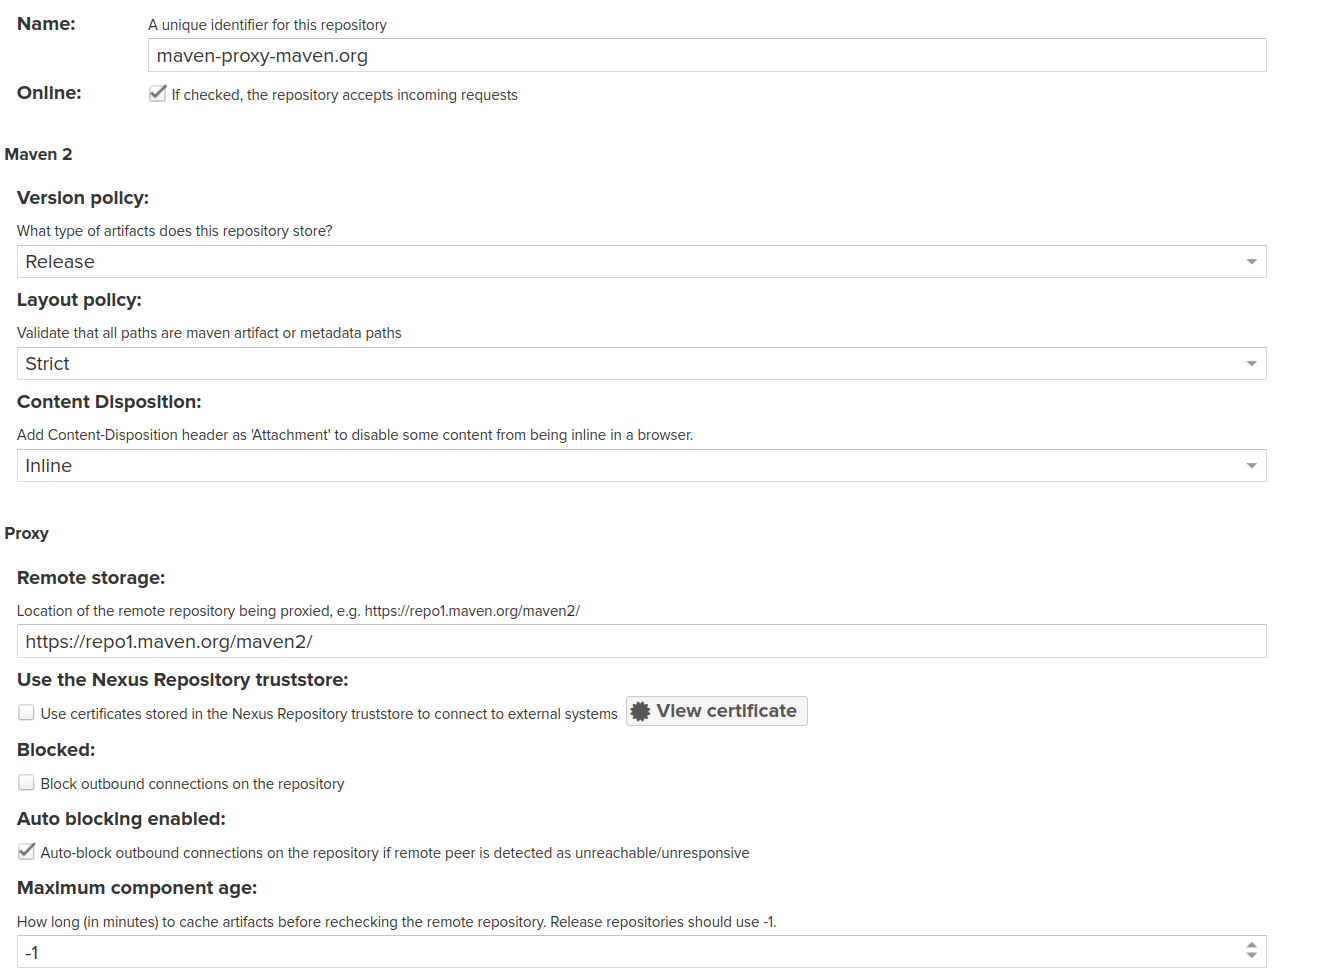 Name:
A unique identifier for this repository
maven-proxy-maven.org
Online:
If checked, the repository accepts incoming requests
Maven 2
Version policy:
What type of artifacts does this repository store?
Release
Layout policy:
Validate that all paths are maven artifact or metadata paths
Strict
Content Disposition:
Add Content-Disposition header as 'Attachment' to disable some content from being inline in a browser.
Inline
Proxy
Remote storage:
Location of the remote repository being proxied, e.g. https://repo1.maven.org/maven2/
https://repo1.maven.org/maven2/
Use the Nexus Repository truststore:
Use certificates stored in the Nexus Repository truststore to connect to external systems View certificate
Blocked:
Block outbound connections on the repository
Auto blocking enabled:
Auto-block outbound connections on the repository if remote peer is detected as unreachable/unresponsive
Maximum component age:
How long (in minutes) to cache artifacts before rechecking the remote repository. Release repositories should use -1.
-1